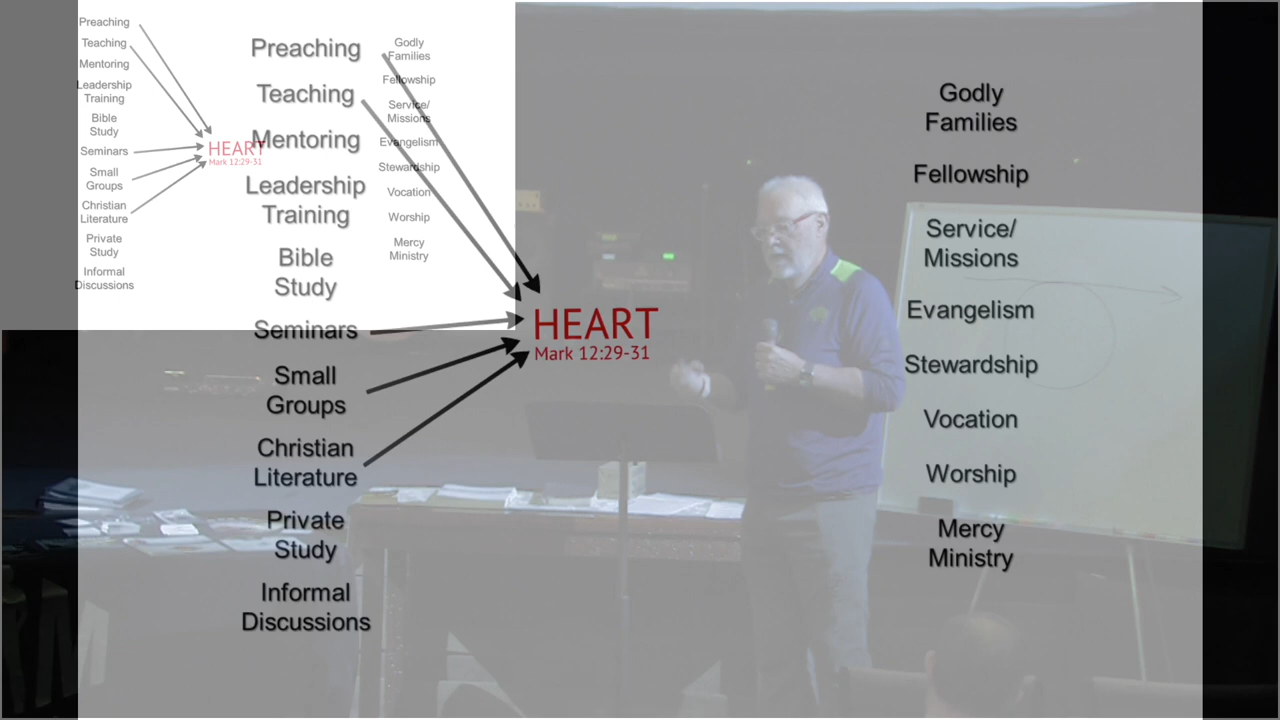 Preaching
Teaching
Mentoring
Leadership
Training
Bible
Study
Seminars
Small
Groups
Christian
Literature
Private
Study
Informal
Discussions
HEART
Mark 12:29-31
Godly
Families
Fellowship
Service/
Missions
Evangelism
Stewardship
Vocation
Worship
Mercy
Ministry
Preaching
Teaching
Mentoring
Leadership
Training
Bible
Study
Seminars
Small
Groups
Christian
Literature
Private
Study
Informal
Discussions
HEART
Mark 12:29-31
Godly
Families
Fellowship
Service/
Missions
Evangelism
Stewardship
Vocation
Worship
Mercy
Ministry